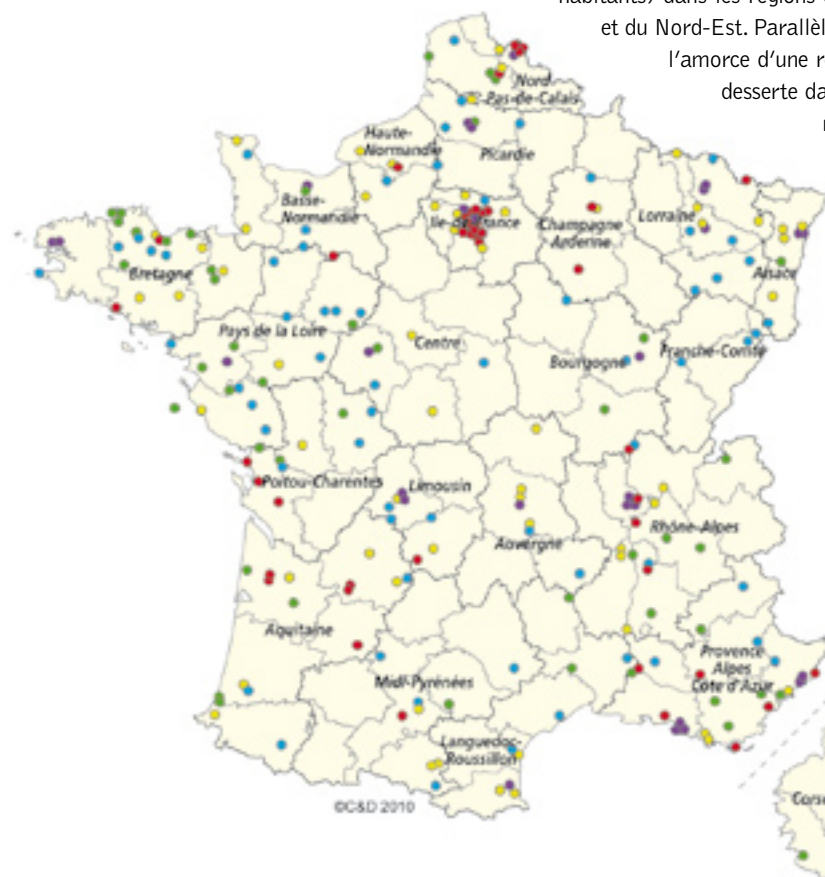 habitants) dans les régions
et du Nord-Est. Parallèl
l'amorce d'une r
desserte da
Nord
Pas-de-Calais
Haute-
Normandie
Picardie
Basse-
Normandie
Ile-de-France
Champagne
Ardenne
Lorraine
Alsace
Bretagne
Pays de la Loire
Centre
Bourgogne
Franche-Comté
Poitou-Charentes
Limousin
Auvergne
Rhône-Alpes
Aquitaine
Midi-Pyrénées
Provence
Alpes
Côte d'Azur
Languedoc-
Roussillon
©C&D 2010
Corse